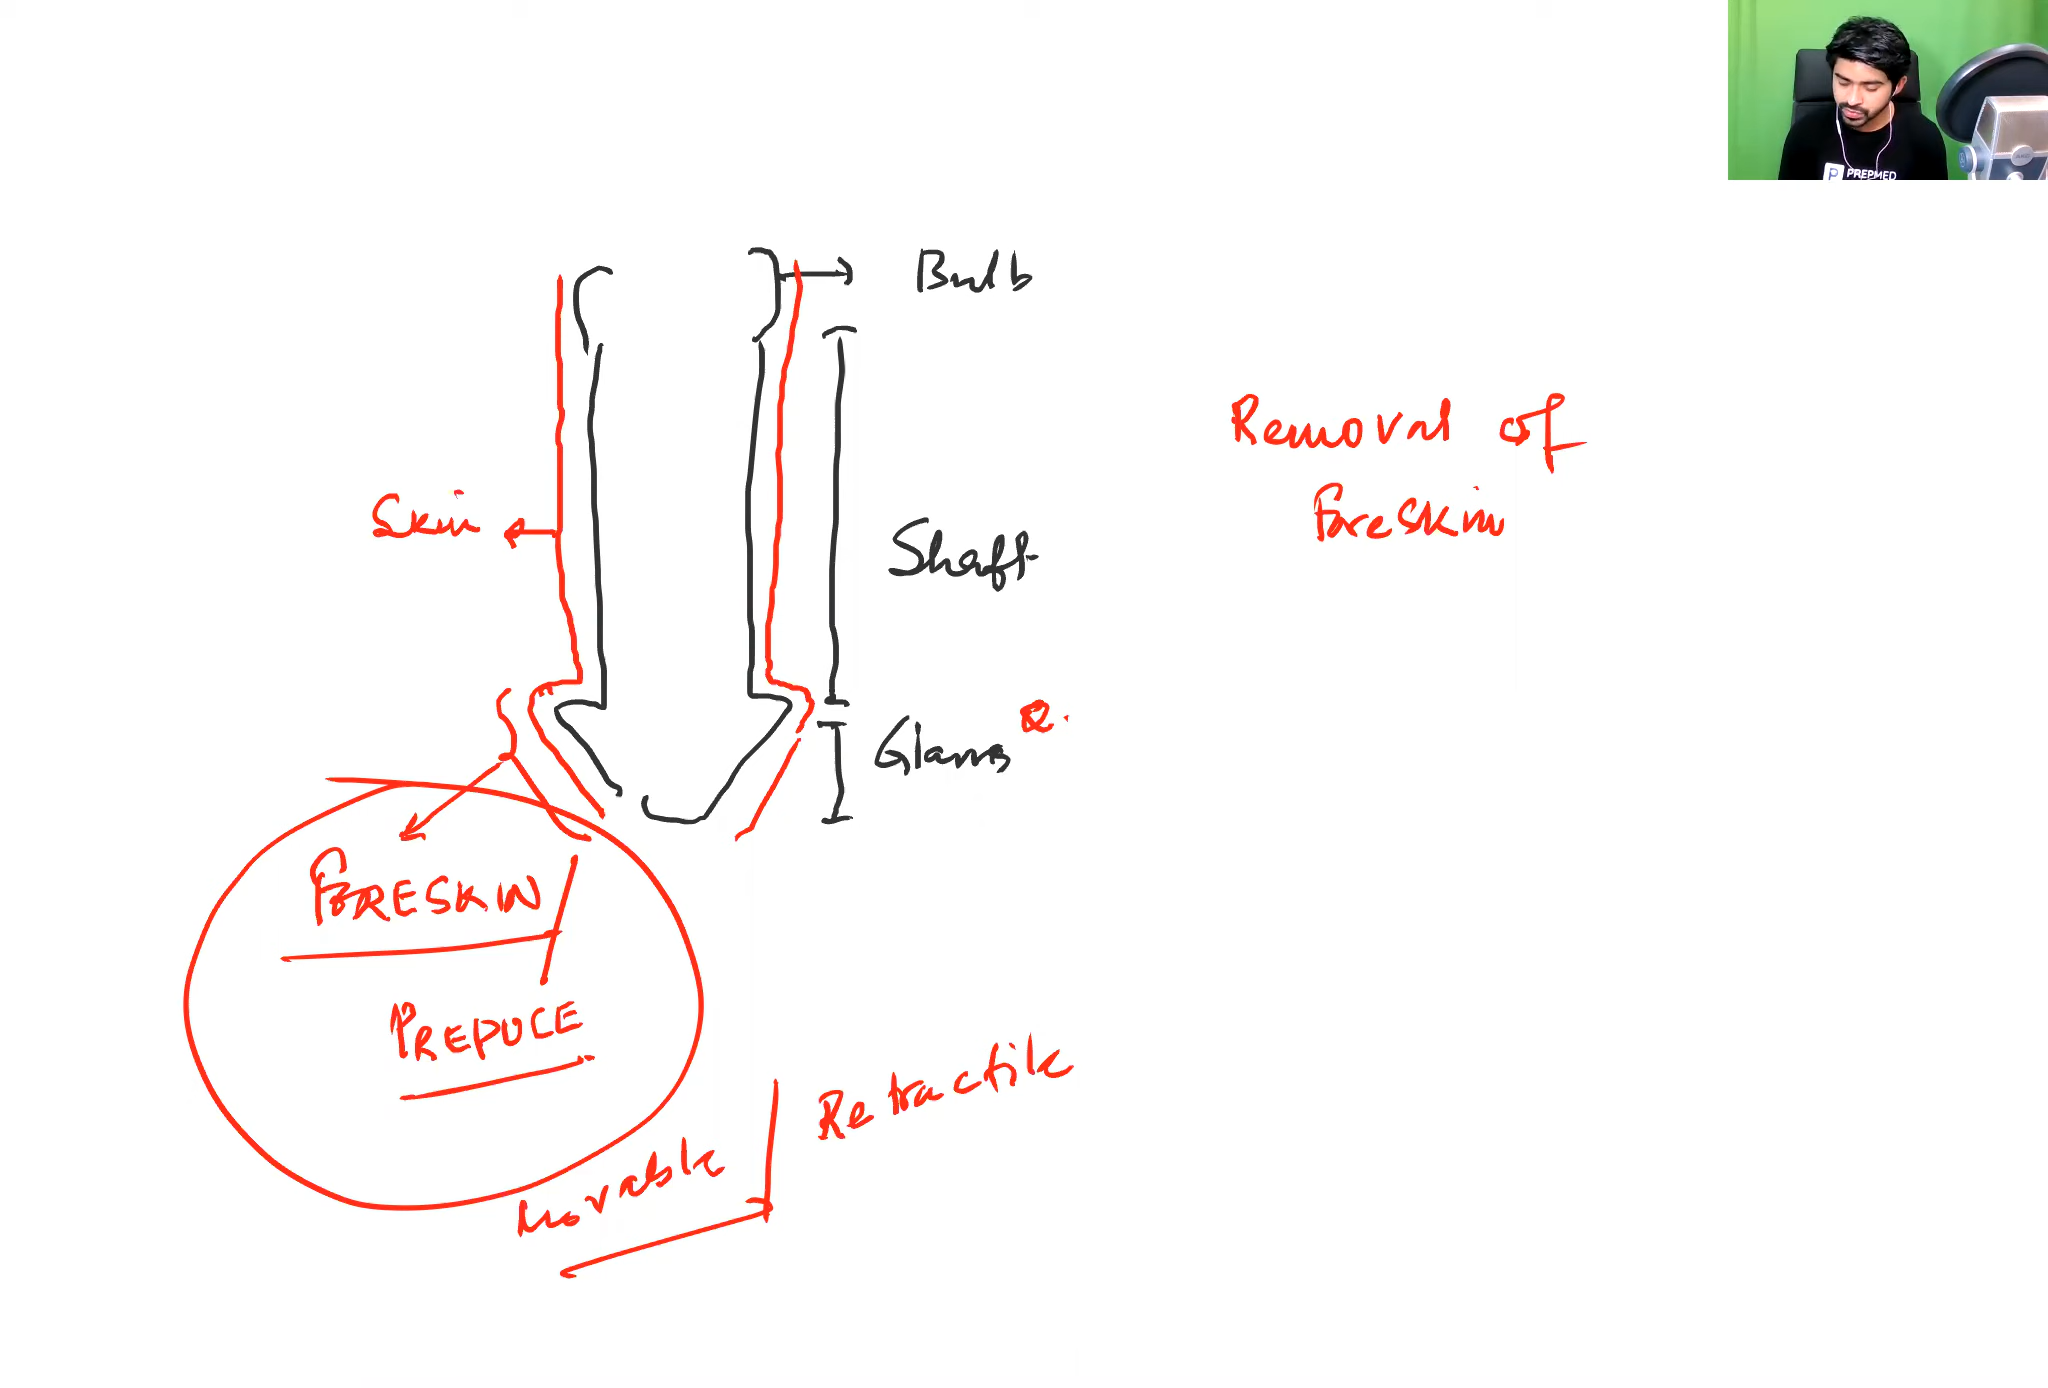 P PREPMED
Bulb
Removal of
Foreskin
Skin
Shaft
Glans
FORESKIN
PREPUCE
Retractile
Movable